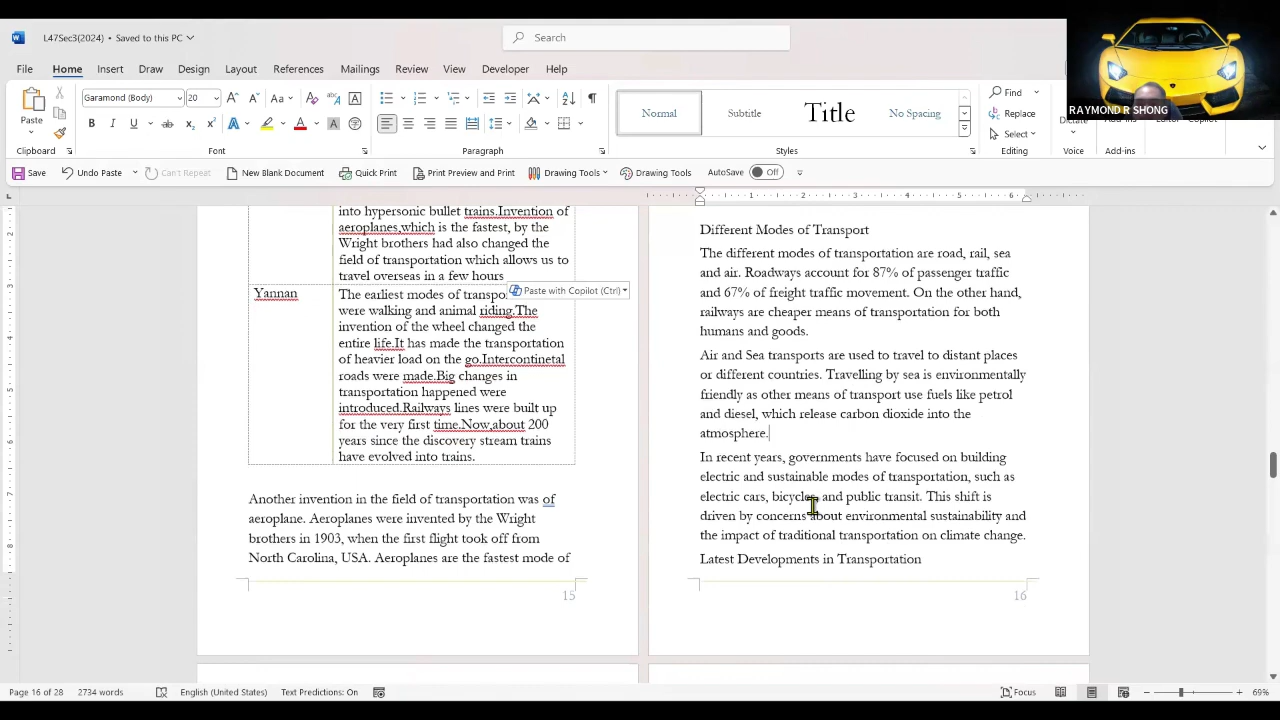 L47Sec3(2024) • Saved to this PC
Search
RAYMOND R SHONG
File Home Insert Draw Design Layout References Mailings Review View Developer Help
Garamond (Body) 20
Paste
Normal Subtitle Title No Spacing
Find
Replace
Select
Clipboard Font Paragraph Styles Editing Voice Add-ins
Save Undo Paste Can't Repeat New Blank Document Quick Print Print Preview and Print Drawing Tools Drawing Tools AutoSave Off
into hypersonic bullet trains.Invention of
aeroplanes,which is the fastest, by the
Wright brothers had also changed the
field of transportation which allows us to
travel overseas in a few hours
Paste with Copilot (Ctrl)
Yannan
The earliest modes of transpo
were walking and animal riding.The
invention of the wheel changed the
entire life.It has made the transportation
of heavier load on the go.Intercontinetal
roads were made.Big changes in
transportation happened were
introduced.Railways lines were built up
for the very first time.Now,about 200
years since the discovery stream trains
have evolved into trains.
Another invention in the field of transportation was of
aeroplane. Aeroplanes were invented by the Wright
brothers in 1903, when the first flight took off from
North Carolina, USA. Aeroplanes are the fastest mode of
15
Different Modes of Transport
The different modes of transportation are road, rail, sea
and air. Roadways account for 87% of passenger traffic
and 67% of freight traffic movement. On the other hand,
railways are cheaper means of transportation for both
humans and goods.
Air and Sea transports are used to travel to distant places
or different countries. Travelling by sea is environmentally
friendly as other means of transport use fuels like petrol
and diesel, which release carbon dioxide into the
atmosphere.
In recent years, governments have focused on building
electric and sustainable modes of transportation, such as
electric cars, bicycles, and public transit. This shift is
driven by concerns about environmental sustainability and
the impact of traditional transportation on climate change.
Latest Developments in Transportation
16
Page 16 of 28 2734 words English (United States) Text Predictions: On Focus 69%